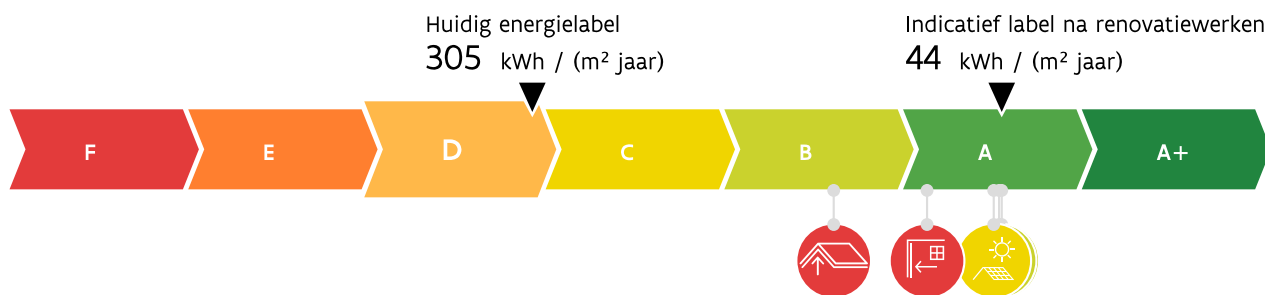 Huidig energielabel
305 kWh / (m² jaar)
Indicatief label na renovatiewerken
44 kWh / (m² jaar)
F E D C B A A+